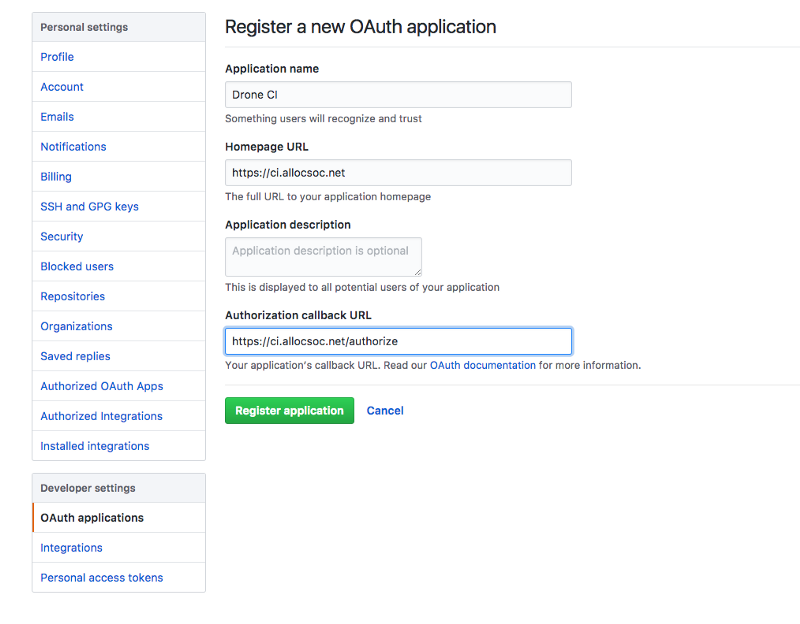 Personal settings
Profile
Account
Emails
Notifications
Billing
SSH and GPG keys
Security
Blocked users
Repositories
Organizations
Saved replies
Authorized OAuth Apps
Authorized Integrations
Installed integrations
Developer settings
OAuth applications
Integrations
Personal access tokens
Register a new OAuth application
Application name
Drone CI
Something users will recognize and trust
Homepage URL
https://ci.allocsoc.net
The full URL to your application homepage
Application description
Application description is optional
This is displayed to all potential users of your application
Authorization callback URL
https://ci.allocsoc.net/authorize
Your application's callback URL. Read our OAuth documentation for more information.
Register application Cancel